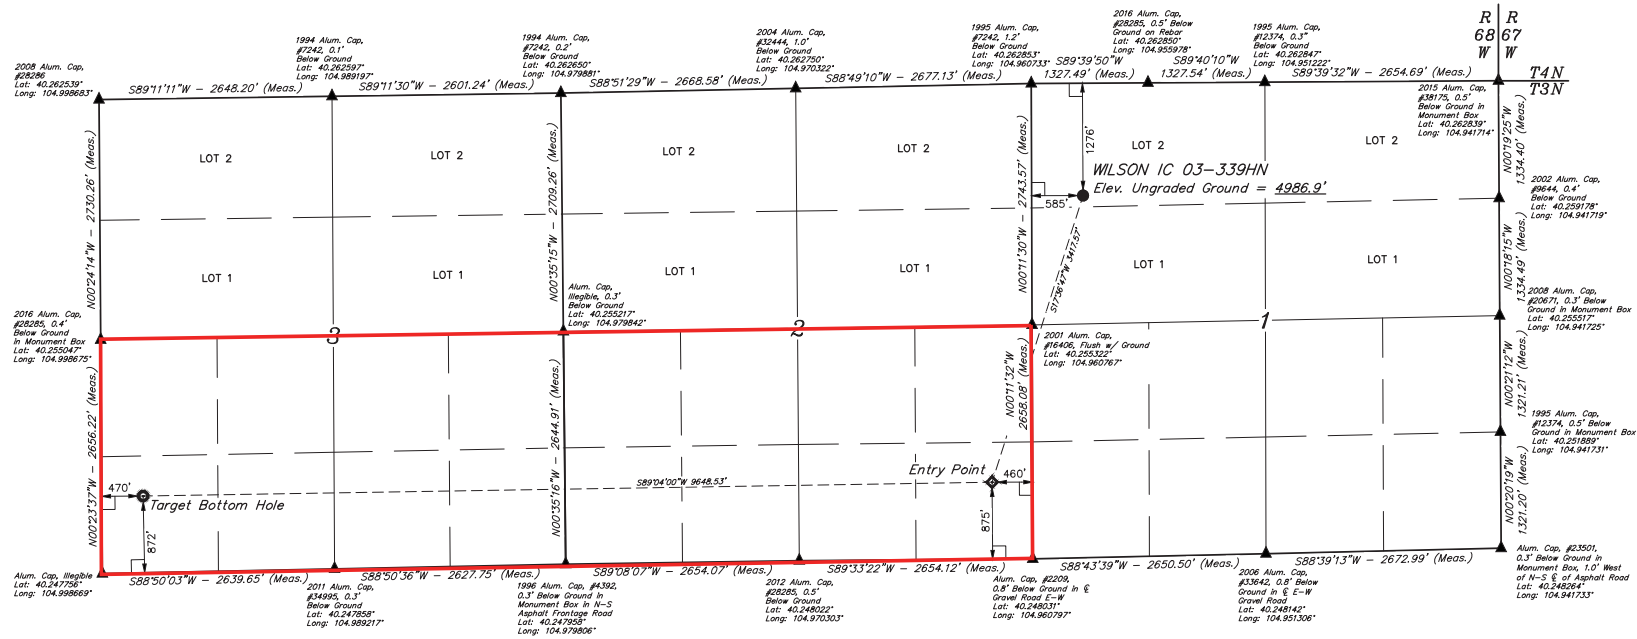 2008 Alum. Cap,
#28286
Lat: 40.262539°
Long: 104.998683°
1994 Alum. Cap,
#7242, 0.1'
Below Ground
Lat: 40.262597°
Long: 104.989197°
1994 Alum. Cap,
#7242, 0.2'
Below Ground
Lat: 40.262650°
Long: 104.979881°
2004 Alum. Cap,
#32444, 1.0'
Below Ground
Lat: 40.262750°
Long: 104.970322°
1995 Alum. Cap,
#7242, 1.2'
Below Ground
Lat: 40.262853°
Long: 104.960733°
2016 Alum. Cap,
#28285, 0.5' Below
Ground on Rebar
Lat: 40.262850°
Long: 104.955978°
1995 Alum. Cap,
#12374, 0.3"
Below Ground
Lat: 40.262847°
Long: 104.951222°
R R
68 67
W W
T4N
T3N
S89°11'11"W - 2648.20' (Meas.)
S89°11'30"W - 2601.24' (Meas.)
S88°51'29"W - 2668.58' (Meas.)
S88°49'10"W - 2677.13' (Meas.)
S89°39'50"W
1327.49' (Meas.)
S89°40'10"W
1327.54' (Meas.)
S89°39'32"W - 2654.69' (Meas.)
2015 Alum. Cap,
#38175, 0.5'
Below Ground in
Monument Box
Lat: 40.262839°
Long: 104.941714°
N00°24'14"W - 2730.26' (Meas.)
N00°35'15"W - 2709.26' (Meas.)
N00°11'30"W - 2743.57' (Meas.)
1276'
N00°19'25"W
1334.40' (Meas.)
LOT 2
LOT 2
LOT 2
LOT 2
LOT 2
LOT 2
WILSON IC 03-339HN
Elev. Ungraded Ground = 4986.9'
585'
2002 Alum. Cap,
#9644, 0.4'
Below Ground
Lat: 40.259178°
Long: 104.941719°
S17°36'47"W 3417.57'
N00°18'15"W
1334.49' (Meas.)
LOT 1
LOT 1
LOT 1
LOT 1
LOT 1
LOT 1
Alum. Cap,
Illegible, 0.3'
Below Ground
Lat: 40.255217°
Long: 104.979842°
2008 Alum. Cap,
#20671, 0.3' Below
Ground in Monument Box
Lat: 40.255517°
Long: 104.941725°
2016 Alum. Cap,
#28285, 0.4'
Below Ground
in Monument Box
Lat: 40.255047°
Long: 104.998675°
3
2
1
2001 Alum. Cap,
#16406, Flush w/ Ground
Lat: 40.255322°
Long: 104.960767°
N00°23'37"W - 2656.22' (Meas.)
N00°35'16"W - 2644.91' (Meas.)
N00°11'32"W
2658.08' (Meas.)
N00°21'12"W
1321.21' (Meas.)
1995 Alum. Cap,
#12374, 0.5' Below
Ground in Monument Box
Lat: 40.251889°
Long: 104.941731°
470'
Target Bottom Hole
872'
S89°04'00"W 9648.53'
Entry Point
460'
875'
N00°20'19"W
1321.20' (Meas.)
Alum. Cap, Illegible
Lat: 40.247756°
Long: 104.998669°
S88°50'03"W - 2639.65' (Meas.)
S88°50'36"W - 2627.75' (Meas.)
S89°08'07"W - 2654.07' (Meas.)
S89°33'22"W - 2654.12' (Meas.)
S88°43'39"W - 2650.50' (Meas.)
S88°39'13"W - 2672.99' (Meas.)
2011 Alum. Cap,
#34995, 0.3'
Below Ground
Lat: 40.247858°
Long: 104.989217°
1996 Alum. Cap, #4392,
0.3' Below Ground in
Monument Box in N-S
Asphalt Frontage Road
Lat: 40.247958°
Long: 104.979806°
2012 Alum. Cap,
#28285, 0.5'
Below Ground
Lat: 40.248022°
Long: 104.970303°
Alum. Cap, #2209,
0.8' Below Ground in ℄
Gravel Road E-W
Lat: 40.248031°
Long: 104.960797°
2006 Alum. Cap,
#33642, 0.8' Below
Ground in ℄ E-W
Gravel Road
Lat: 40.248142°
Long: 104.951306°
Alum. Cap, #23501,
0.3' Below Ground in
Monument Box, 1.0' West
of N-S ℄ of Asphalt Road
Lat: 40.248264°
Long: 104.941733°